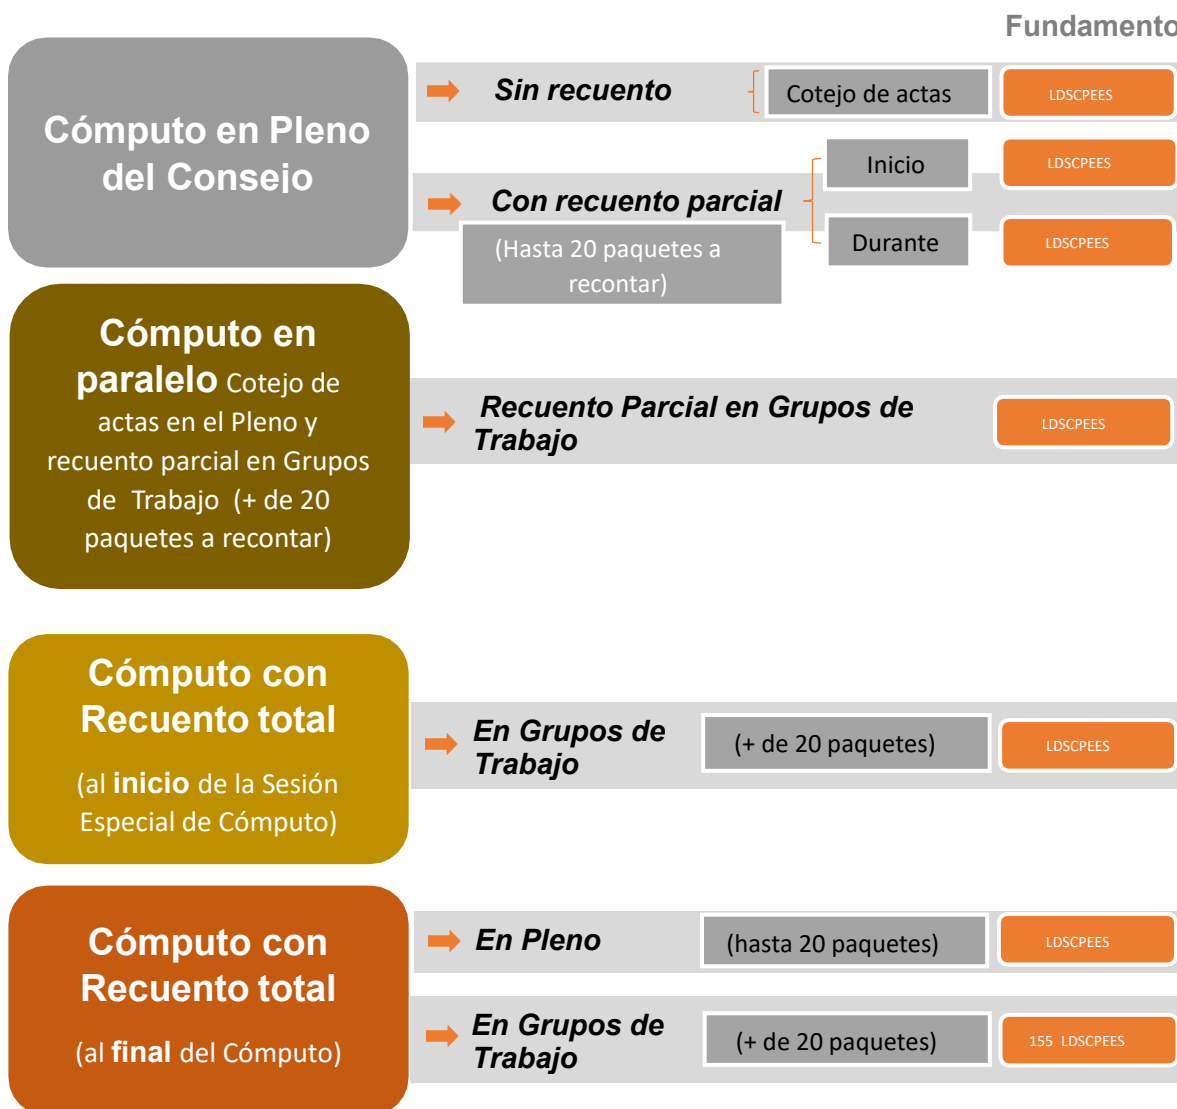 Fundamento
Cómputo en Pleno
del Consejo
Sin recuento
Cotejo de actas
LDSCPEES
Con recuento parcial
(Hasta 20 paquetes a
recontar)
Inicio
LDSCPEES
Durante
LDSCPEES
Cómputo en
paralelo Cotejo de
actas en el Pleno y
recuento parcial en Grupos
de Trabajo (+ de 20
paquetes a recontar)
Recuento Parcial en Grupos de
Trabajo
LDSCPEES
Cómputo con
Recuento total
(al inicio de la Sesión
Especial de Cómputo)
En Grupos de
Trabajo
(+ de 20 paquetes)
LDSCPEES
Cómputo con
Recuento total
(al final del Cómputo)
En Pleno
(hasta 20 paquetes)
LDSCPEES
En Grupos de
Trabajo
(+ de 20 paquetes)
155 LDSCPEES